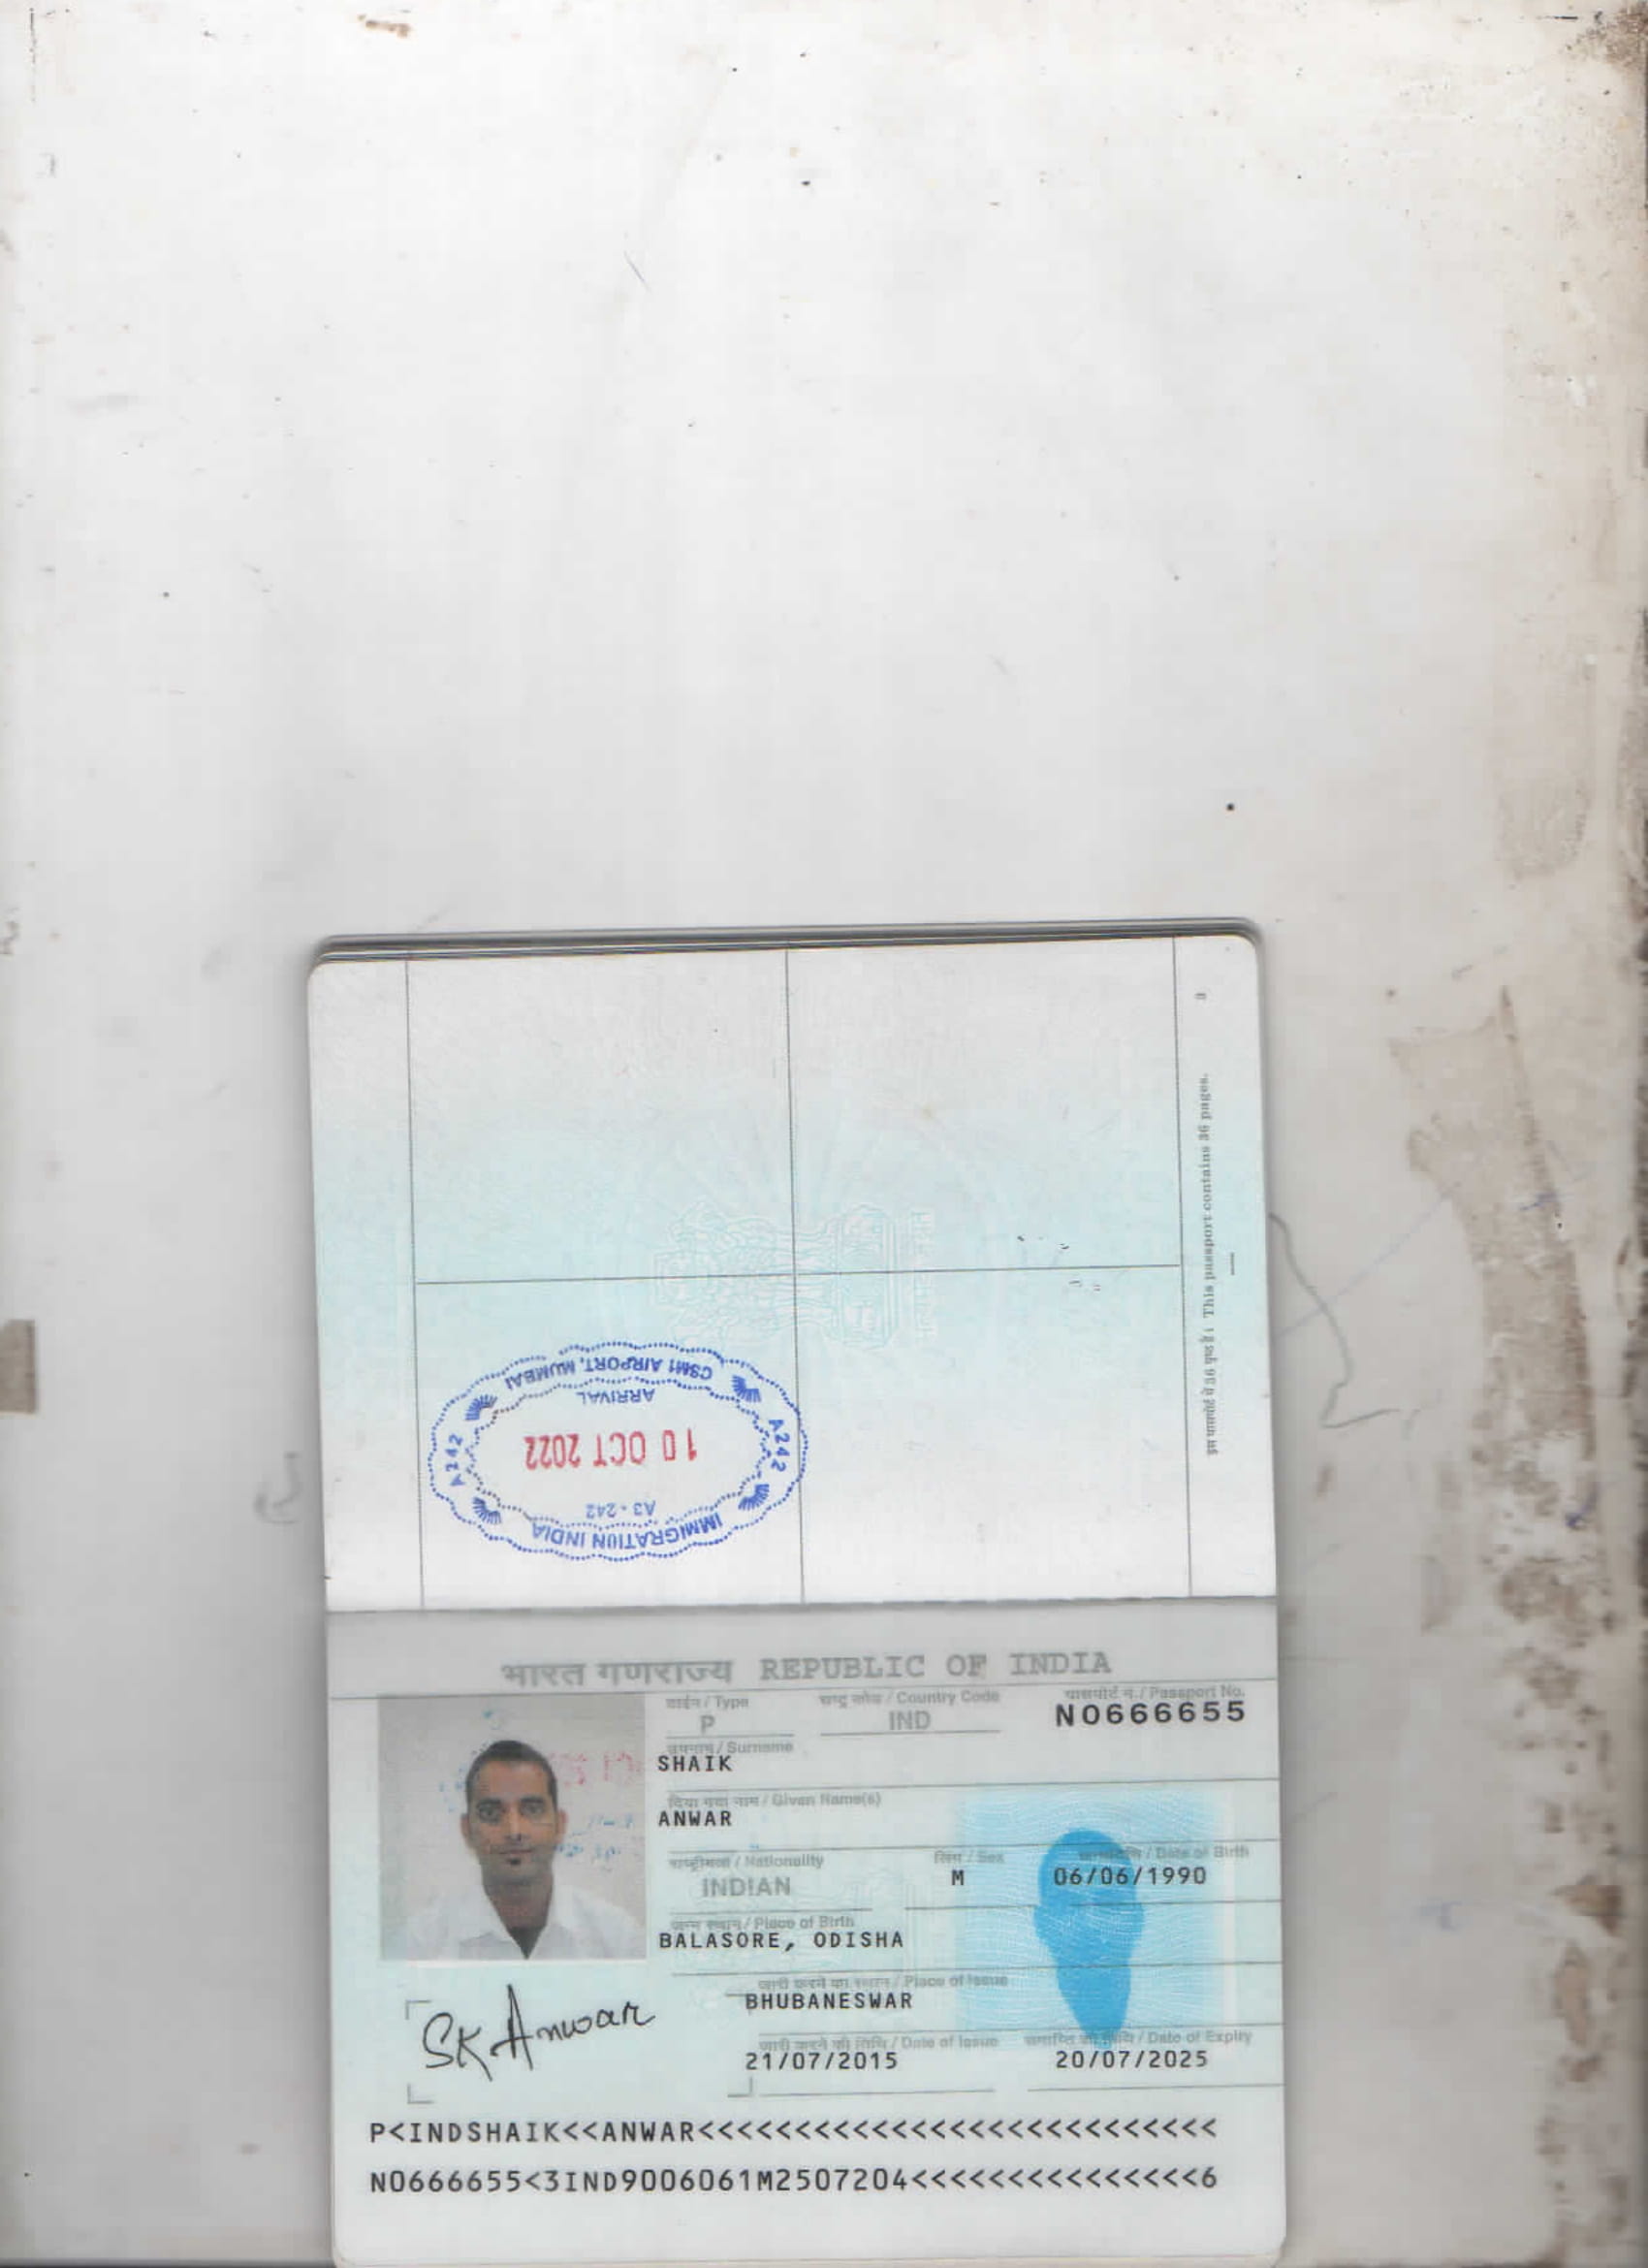 इस पासपोर्ट में 36 पृष्ठ हैं । This passport contains 36 pages.
CSMI AIRPORT, MUMBAI
ARRIVAL
A242
10 OCT 2022
A242
A3-242
IMMIGRATION INDIA
भारत गणराज्य REPUBLIC OF INDIA
टाईप / Type
राष्ट्र कोड / Country Code
पासपोर्ट न. / Passport No.
P
IND
N0666655
उपनाम / Surname
SHAIK
दिया गया नाम / Given Name(s)
ANWAR
राष्ट्रीयता / Nationality
लिंग / Sex
/ Date of Birth
INDIAN
M
06/06/1990
जन्म स्थान / Place of Birth
BALASORE, ODISHA
जारी करने का स्थान / Place of Issue
BHUBANESWAR
जारी करने की तिथि / Date of Issue
समाप्ति की तिथि / Date of Expiry
21/07/2015
20/07/2025
SK Anwar
P<INDSHAIK<<ANWAR<<<<<<<<<<<<<<<<<<<<<<<<<<<
N0666655<3IND9006061M2507204<<<<<<<<<<<<<<<6